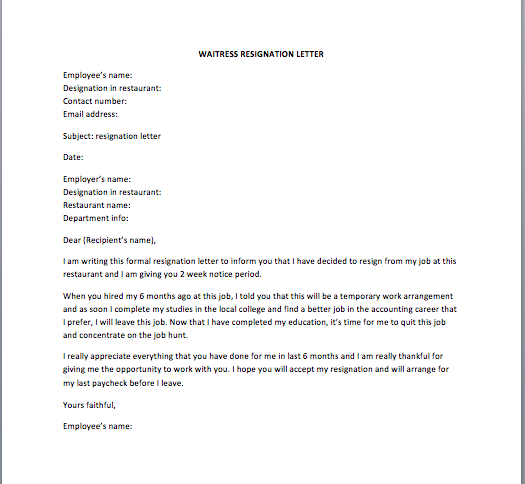 WAITRESS RESIGNATION LETTER
Employee's name:
Designation in restaurant:
Contact number:
Email address:
Subject: resignation letter
Date:
Employer's name:
Designation in restaurant:
Restaurant name:
Department info:
Dear (Recipient's name),
I am writing this formal resignation letter to inform you that I have decided to resign from my job at this
restaurant and I am giving you 2 week notice period.
When you hired my 6 months ago at this job, I told you that this will be a temporary work arrangement
and as soon I complete my studies in the local college and find a better job in the accounting career that
I prefer, I will leave this job. Now that I have completed my education, it's time for me to quit this job
and concentrate on the job hunt.
I really appreciate everything that you have done for me in last 6 months and I am really thankful for
giving me the opportunity to work with you. I hope you will accept my resignation and will arrange for
my last paycheck before I leave.
Yours faithful,
Employee's name: